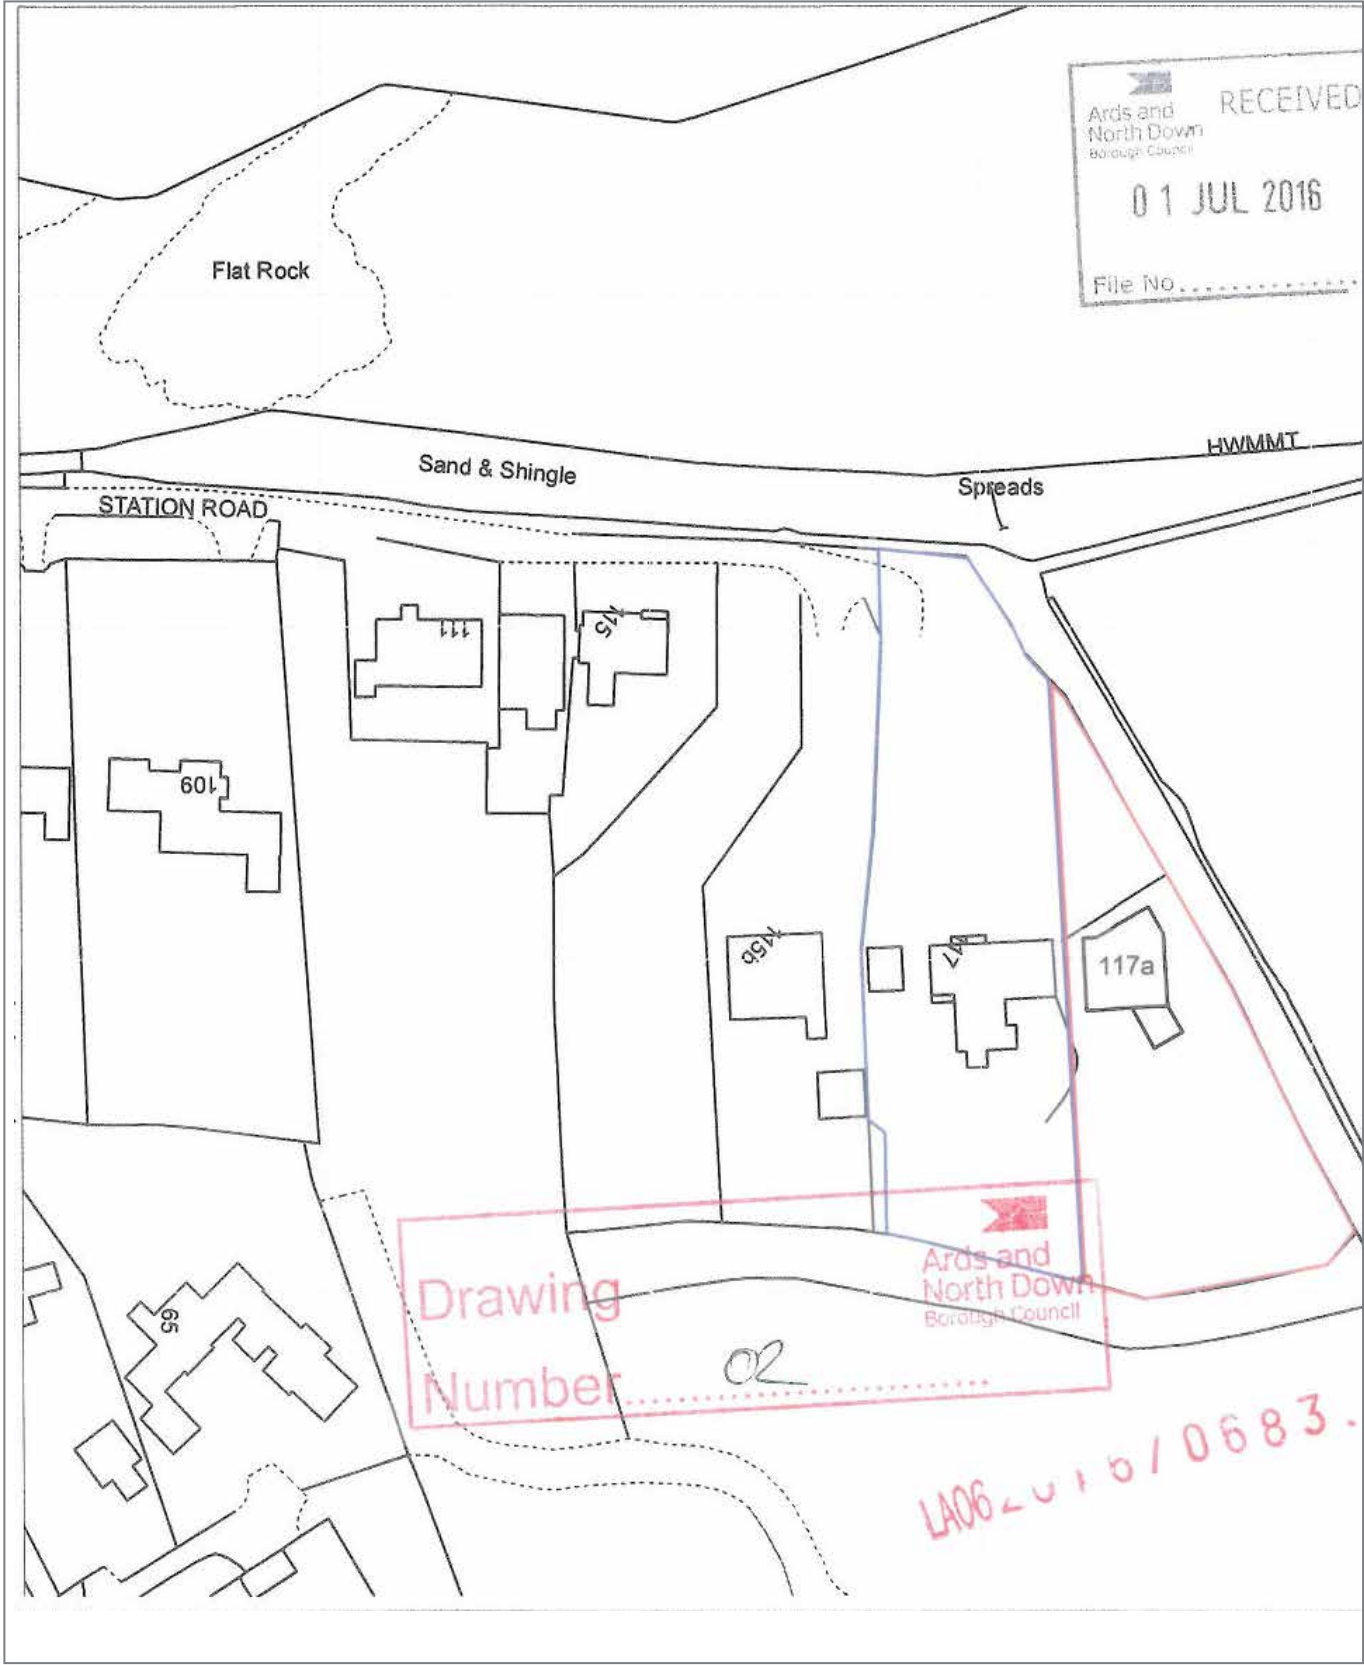 Ards and
North Down
Borough Council
RECEIVED
01 JUL 2016
File No.
Flat Rock
HWMMT
Sand & Shingle
Spreads
STATION ROAD
111
115
109
115b
117
117a
65
Drawing
Number
02
Ards and
North Down
Borough Council
LA06 2016/0683.